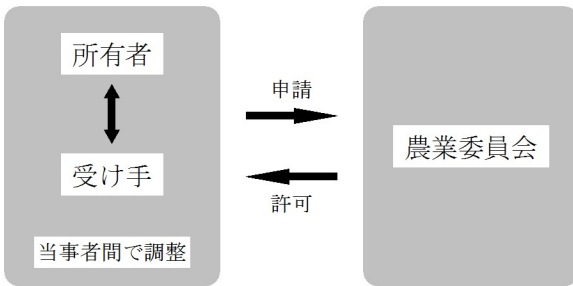 所有者
受け手
当事者間で調整
申請
許可
農業委員会